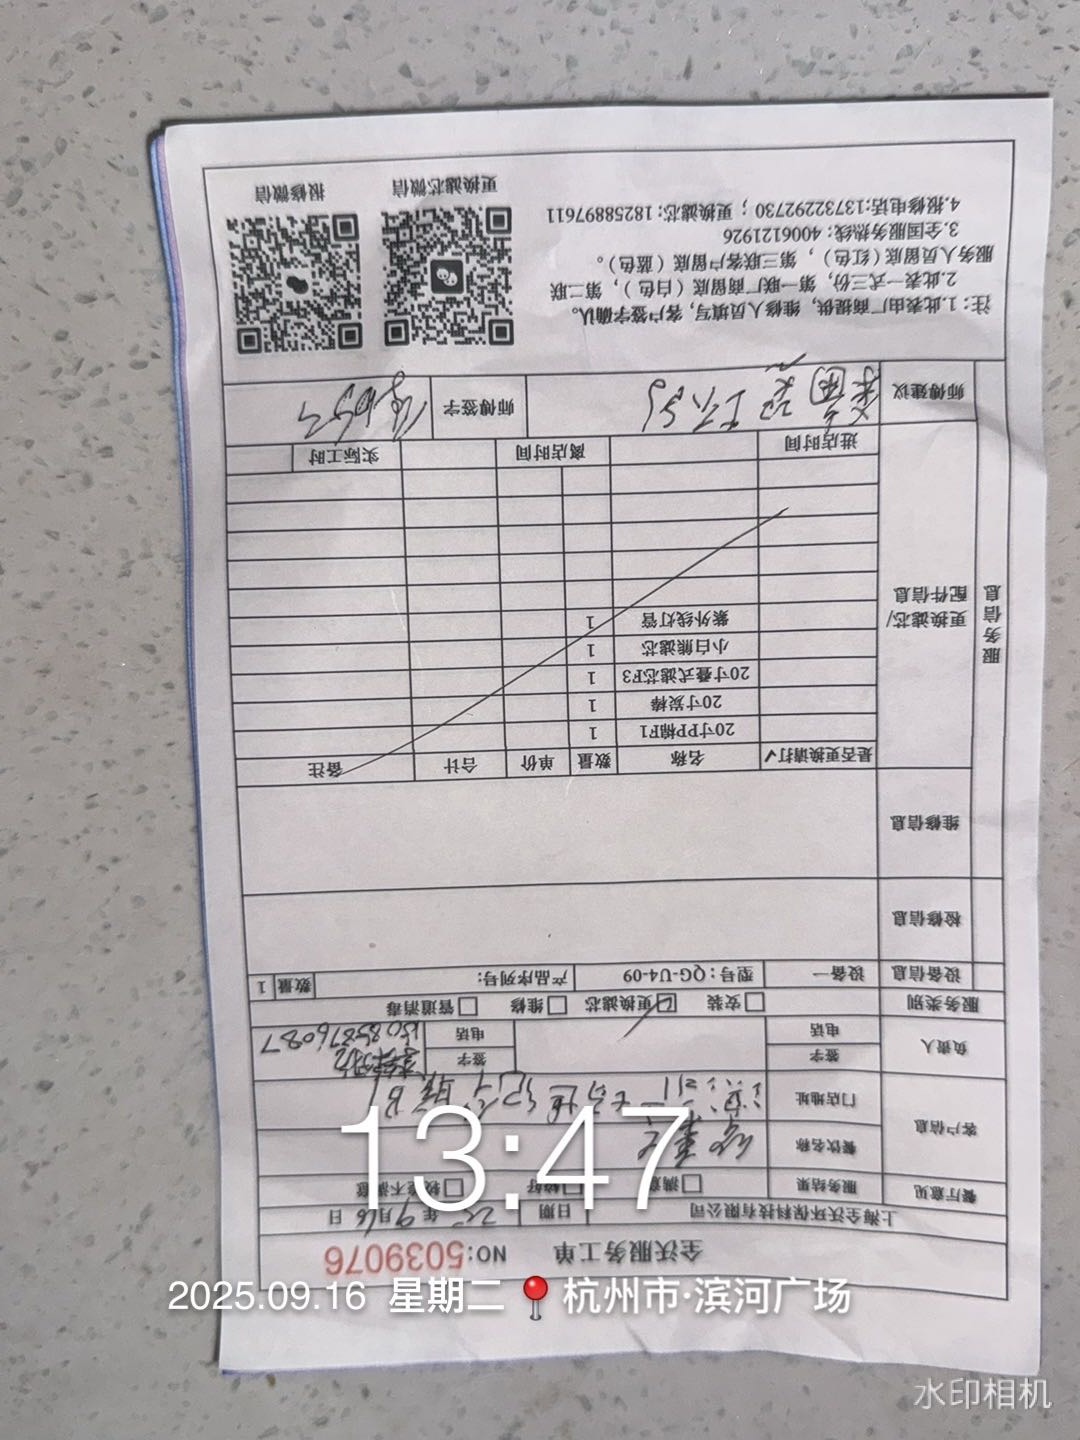 全沃服务工单 NO:5039076
上海全沃环保科技有限公司 日期 年9月16日
餐厅意见 服务结果 □满意 □较好 □较差不满意
客户信息 餐饮名称
门店地址
负责人 签字 签字
电话 电话 15085876087
服务类别 □安装 ☑更换滤芯 □维修 □管道消毒
设备信息 设备一 型号：QG-U4-09 产品序列号： 数量 1
检修信息
维修信息
服务信息
更换滤芯/配件信息
是否更换请打√ 名称 数量 单价 合计 备注
20寸PP棉F1 1
20寸炭棒 1
20寸叠式滤芯F3 1
小白熊滤芯 1
紫外线灯管 1
进店时间 离店时间 实际工时
师傅建议 师傅签字
注：1.此表由厂商提供，维修人员填写，客户签字确认。
2.此表一式三份，第一联厂商留底（白色），第二联
服务人员留底（红色），第三联客户留底（蓝色）。
3.全国服务热线：4006121926
4.报修电话:13732292730；更换滤芯：18258897611
更换滤芯微信 报修微信
13:47
2025.09.16 星期二 杭州市·滨河广场
水印相机